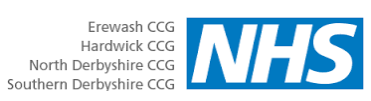 Erewash CCG
Hardwick CCG
North Derbyshire CCG
Southern Derbyshire CCG
NHS